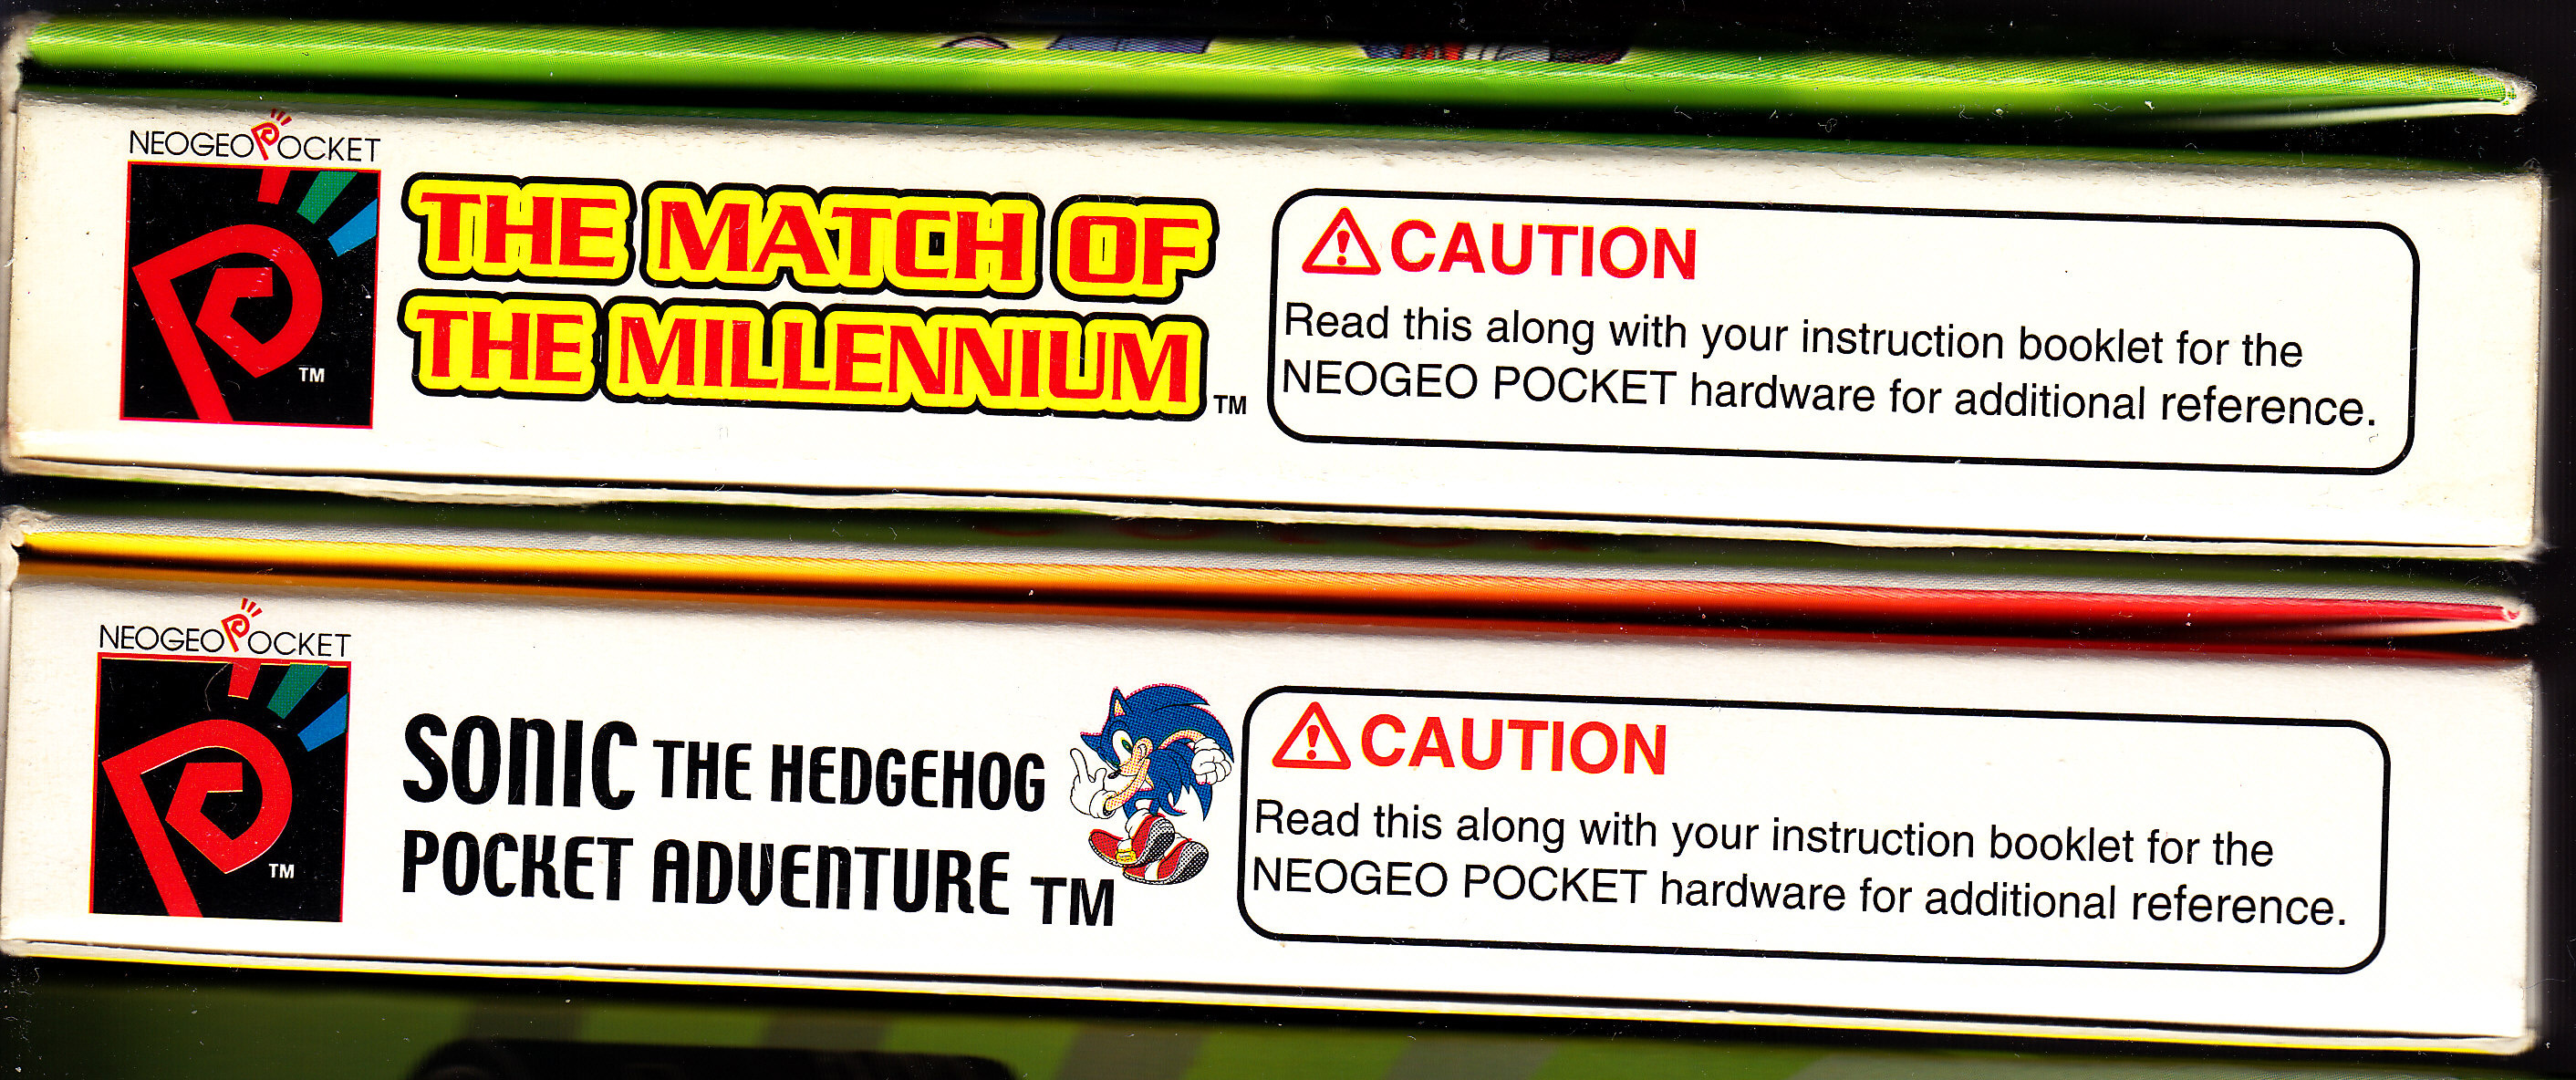 NEOGEO POCKET
TM
THE MATCH OF
THE MILLENNIUM TM
CAUTION
Read this along with your instruction booklet for the
NEOGEO POCKET hardware for additional reference.
NEOGEO POCKET
TM
SONIC THE HEDGEHOG
POCKET ADVENTURE TM
CAUTION
Read this along with your instruction booklet for the
NEOGEO POCKET hardware for additional reference.